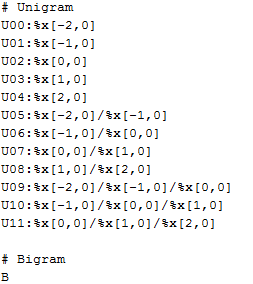 # Unigram
U00:%x[-2,0]
U01:%x[-1,0]
U02:%x[0,0]
U03:%x[1,0]
U04:%x[2,0]
U05:%x[-2,0]/%x[-1,0]
U06:%x[-1,0]/%x[0,0]
U07:%x[0,0]/%x[1,0]
U08:%x[1,0]/%x[2,0]
U09:%x[-2,0]/%x[-1,0]/%x[0,0]
U10:%x[-1,0]/%x[0,0]/%x[1,0]
U11:%x[0,0]/%x[1,0]/%x[2,0]
# Bigram
B